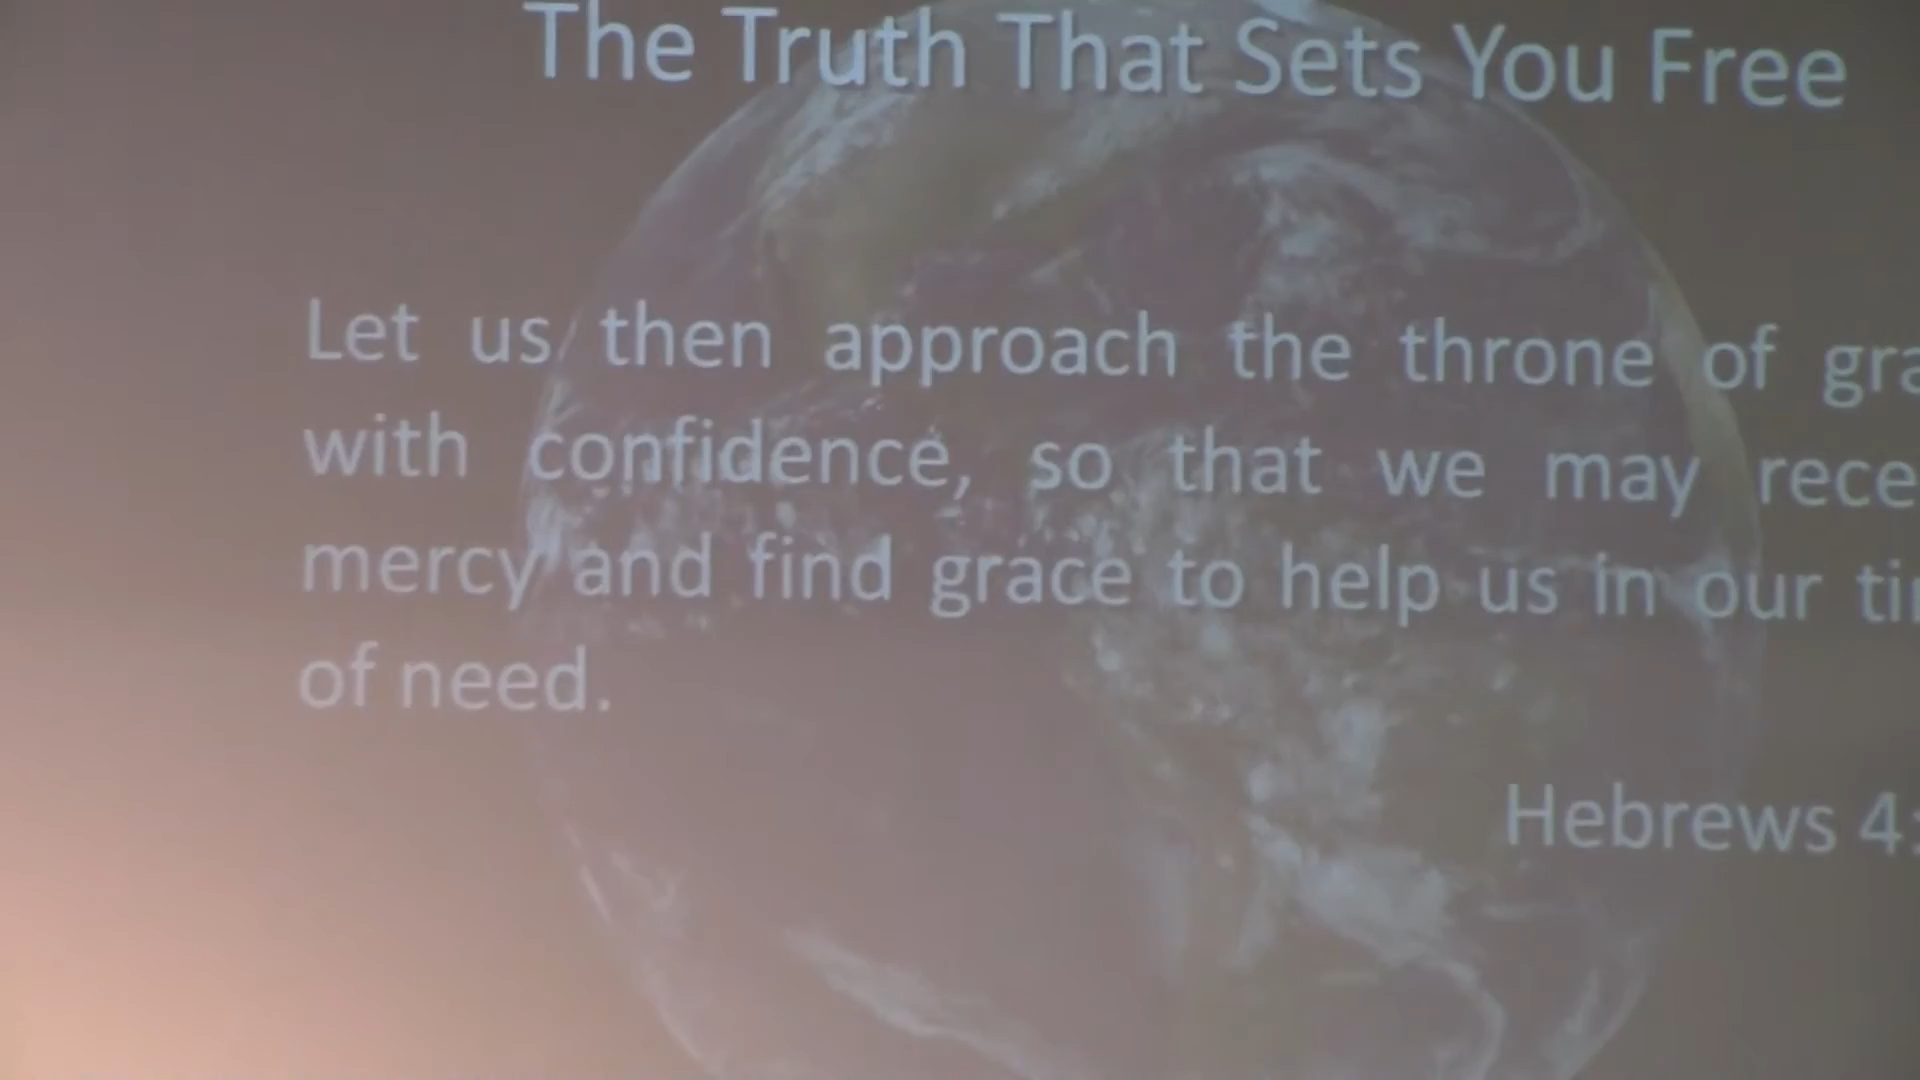 The Truth That Sets You Free
Let us then approach the throne of gra
with confidence, so that we may rece
mercy and find grace to help us in our tim
of need.
Hebrews 4: